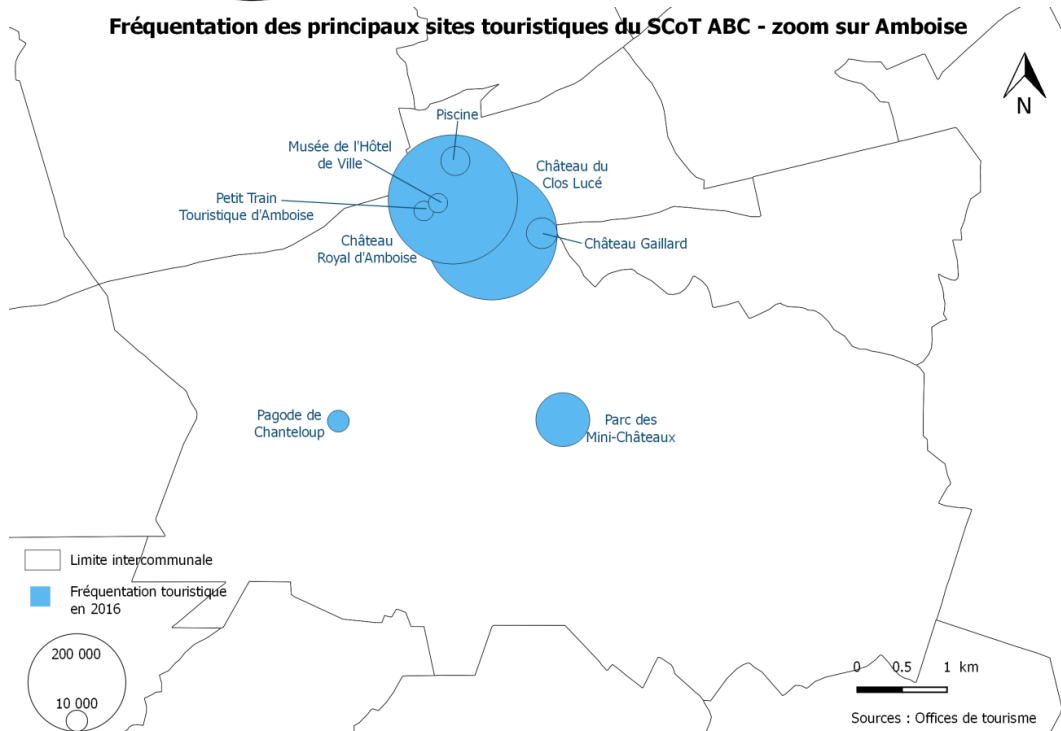 Fréquentation des principaux sites touristiques du SCoT ABC - zoom sur Amboise
N
Piscine
Musée de l'Hôtel
de Ville
Château du
Clos Lucé
Petit Train
Touristique d'Amboise
Château
Royal d'Amboise
Château Gaillard
Pagode de
Chanteloup
Parc des
Mini-Châteaux
Limite intercommunale
Fréquentation touristique
en 2016
200 000
10 000
0 0.5 1 km
Sources : Offices de tourisme